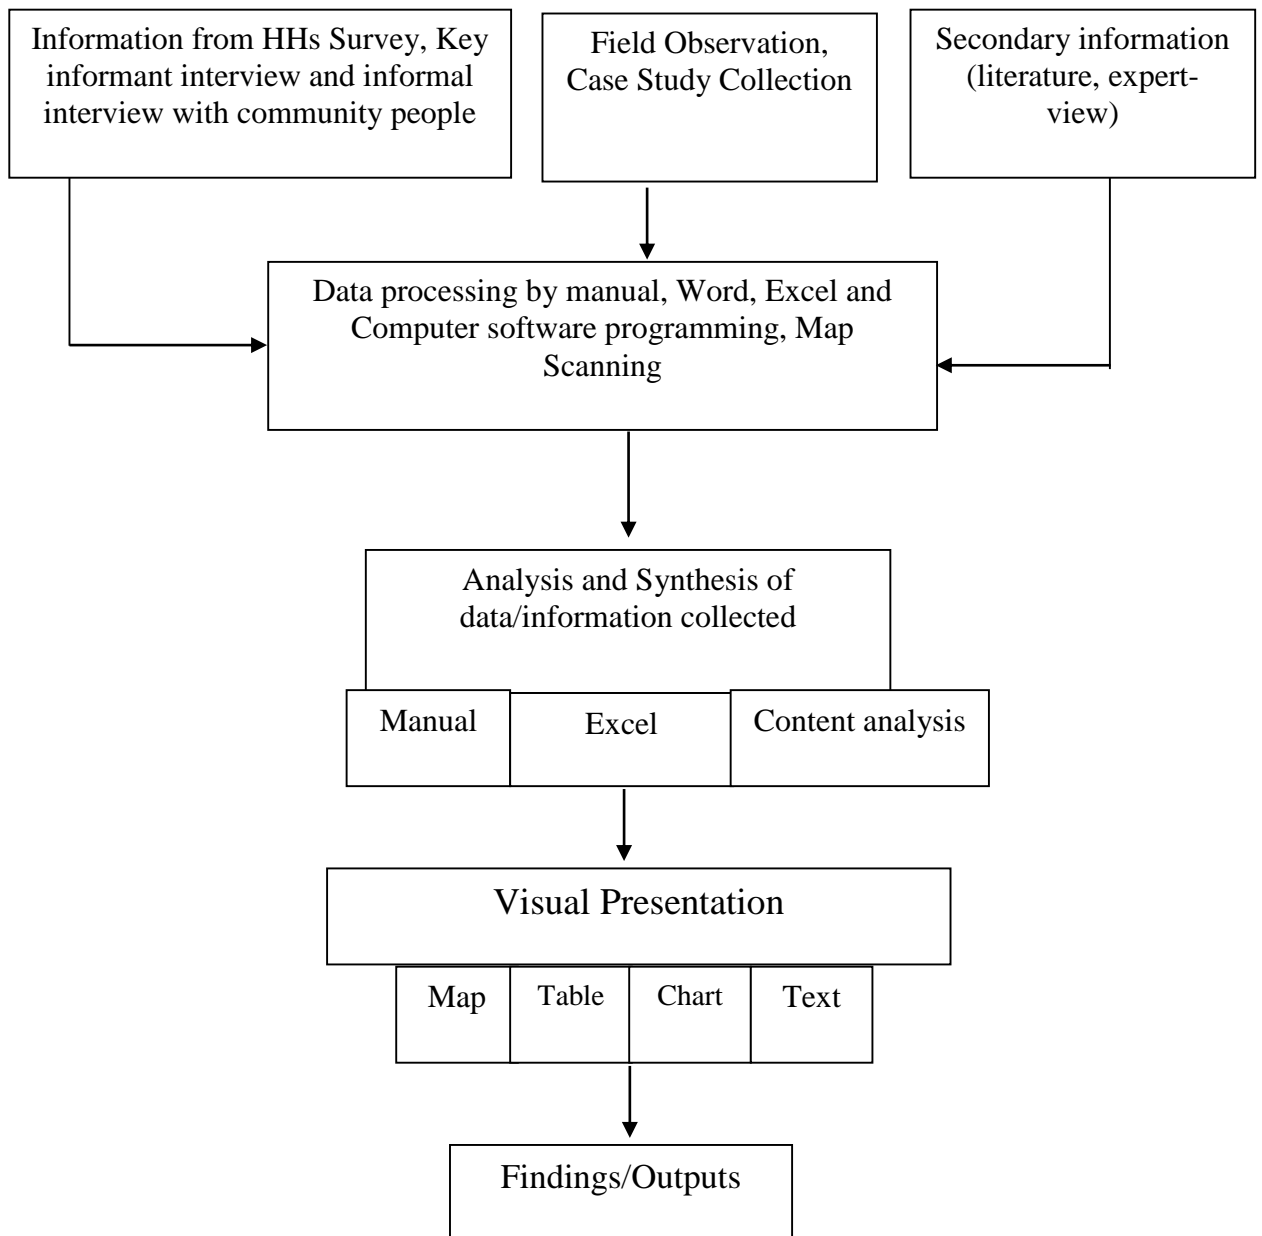 Information from HHs Survey, Key
informant interview and informal
interview with community people
Field Observation,
Case Study Collection
Secondary information
(literature, expert-
view)
Data processing by manual, Word, Excel and
Computer software programming, Map
Scanning
Analysis and Synthesis of
data/information collected
Manual
Excel
Content analysis
Visual Presentation
Map
Table
Chart
Text
Findings/Outputs